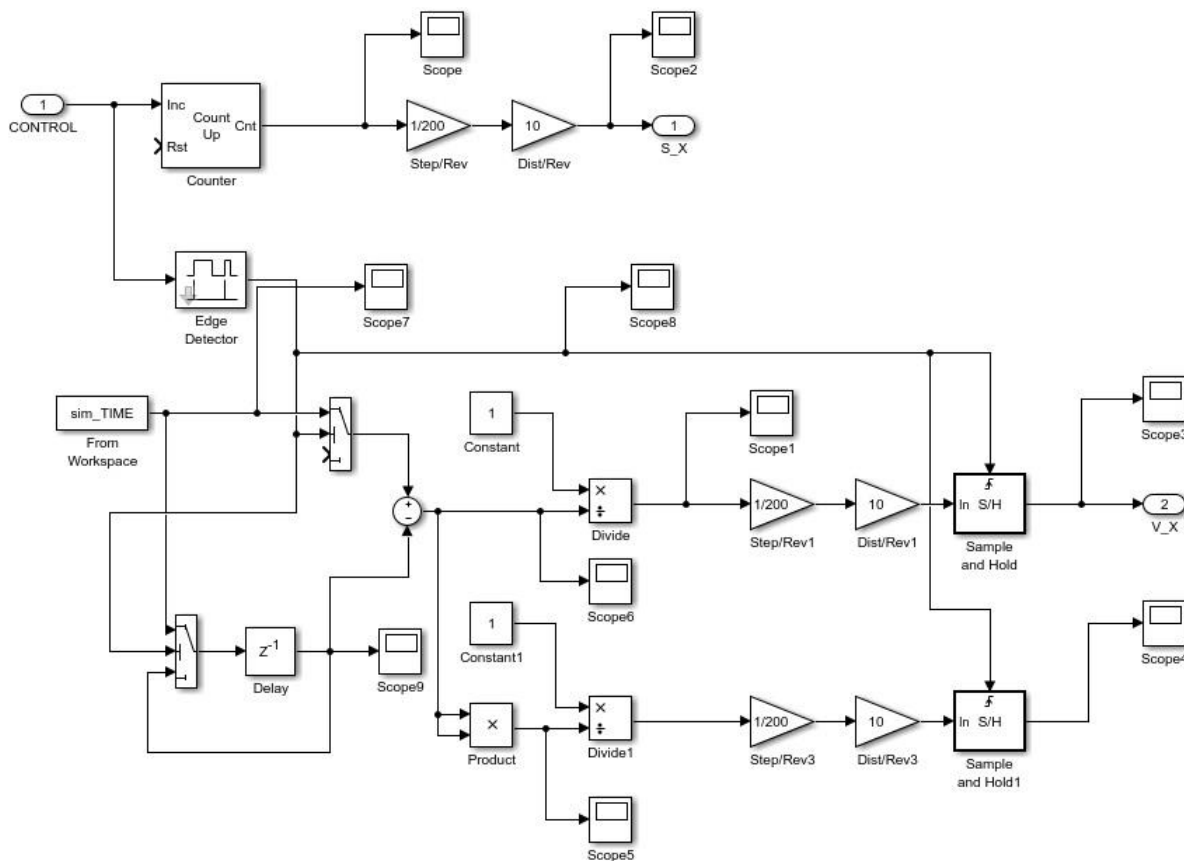 Scope
Scope2
1
CONTROL
Inc
Count
Up
Cnt
Rst
Counter
1/200
Step/Rev
10
Dist/Rev
1
S_X
Edge
Detector
Scope7
Scope8
sim_TIME
From
Workspace
1
Constant
Scope1
Scope3
+
−
×
÷
Divide
1/200
Step/Rev1
10
Dist/Rev1
In S/H
Sample
and Hold
2
V_X
Scope6
Z-1
Delay
Scope9
1
Constant1
Scope4
×
Product
×
÷
Divide1
1/200
Step/Rev3
10
Dist/Rev3
In S/H
Sample
and Hold1
Scope5